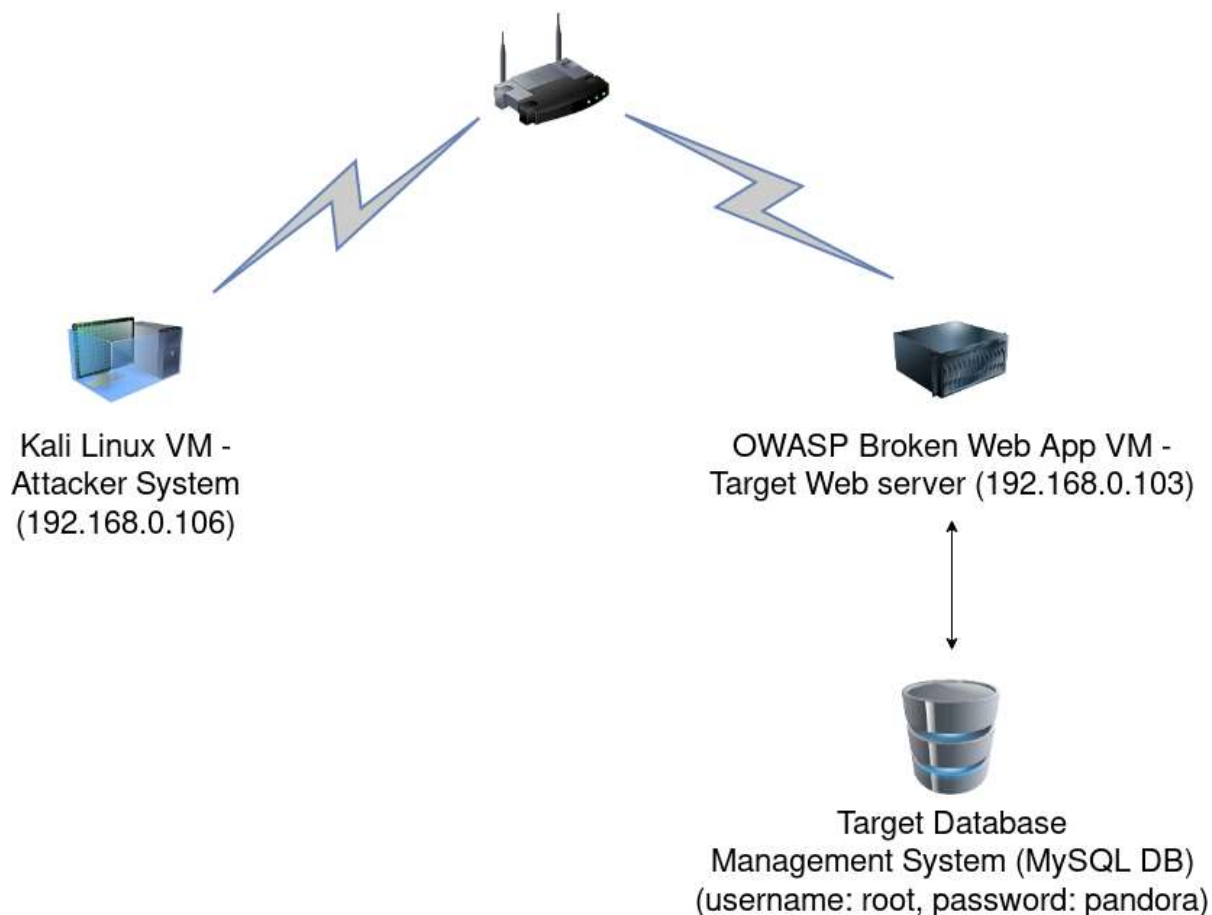 Kali Linux VM -
Attacker System
(192.168.0.106)
OWASP Broken Web App VM -
Target Web server (192.168.0.103)
Target Database
Management System (MySQL DB)
(username: root, password: pandora)